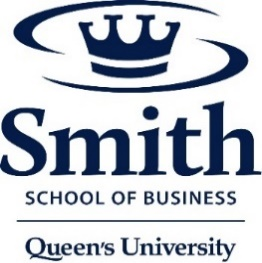 Smith
SCHOOL OF BUSINESS
Queen's University